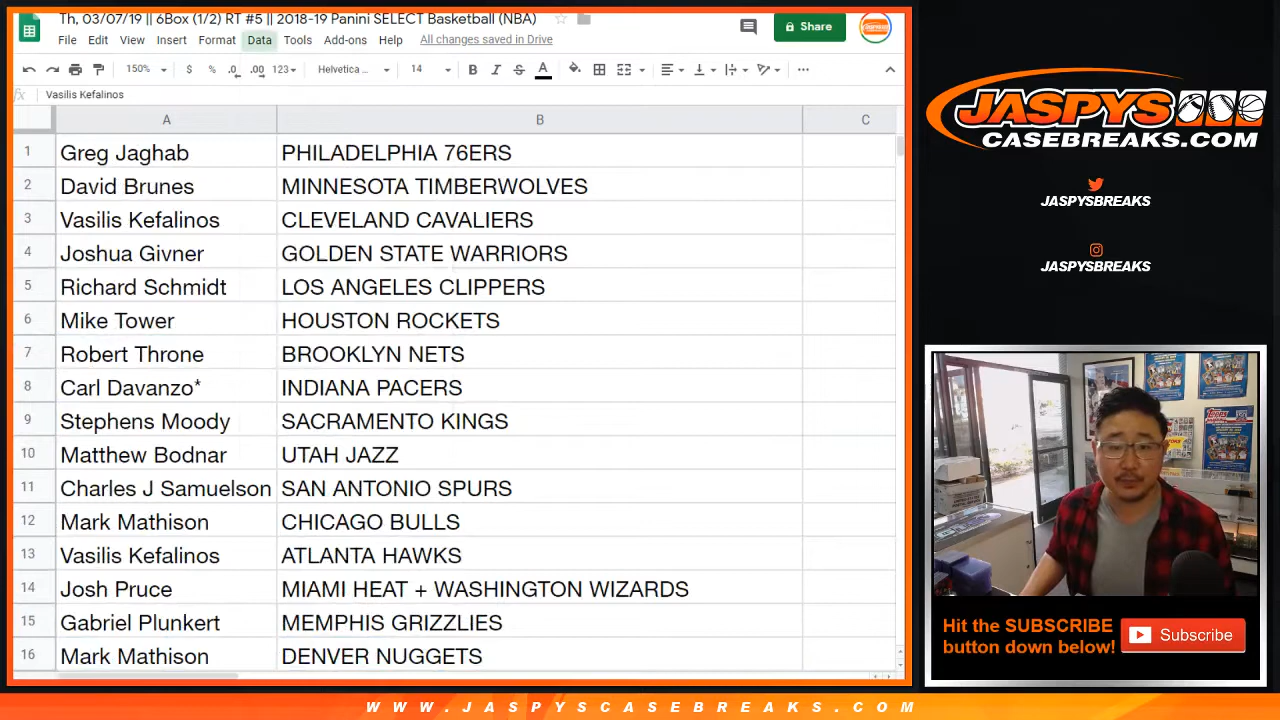 Th, 03/07/19 || 6Box (1/2) RT #5 || 2018-19 Panini SELECT Basketball (NBA)
Share
File Edit View Insert Format Data Tools Add-ons Help All changes saved in Drive
150% $ % .0 .00 123 Helvetica ... 14 B I S A
fx Vasilis Kefalinos
A B C
1 Greg Jaghab PHILADELPHIA 76ERS
2 David Brunes MINNESOTA TIMBERWOLVES
3 Vasilis Kefalinos CLEVELAND CAVALIERS
4 Joshua Givner GOLDEN STATE WARRIORS
5 Richard Schmidt LOS ANGELES CLIPPERS
6 Mike Tower HOUSTON ROCKETS
7 Robert Throne BROOKLYN NETS
8 Carl Davanzo* INDIANA PACERS
9 Stephens Moody SACRAMENTO KINGS
10 Matthew Bodnar UTAH JAZZ
11 Charles J Samuelson SAN ANTONIO SPURS
12 Mark Mathison CHICAGO BULLS
13 Vasilis Kefalinos ATLANTA HAWKS
14 Josh Pruce MIAMI HEAT + WASHINGTON WIZARDS
15 Gabriel Plunkert MEMPHIS GRIZZLIES
16 Mark Mathison DENVER NUGGETS
JASPYS
CASEBREAKS.COM
JASPYSBREAKS
JASPYSBREAKS
Topps
Hit the SUBSCRIBE
button down below!
Subscribe
WWW.JASPYSCASEBREAKS.COM